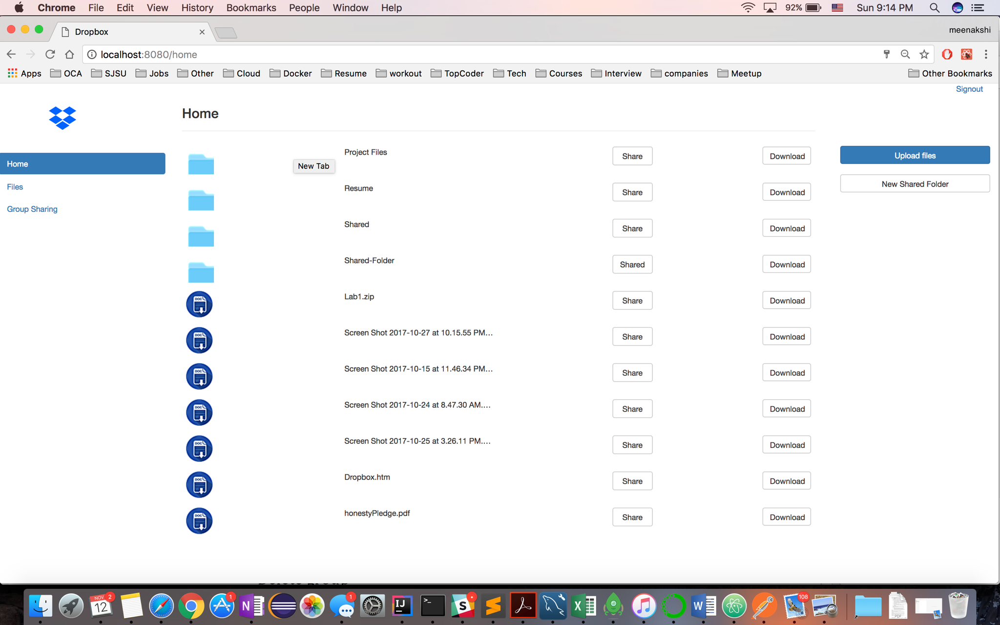 Chrome File Edit View History Bookmarks People Window Help 92% Sun 9:14 PM
Dropbox meenakshi
localhost:8080/home
Apps OCA SJSU Jobs Other Cloud Docker Resume workout TopCoder Tech Courses Interview companies Meetup Other Bookmarks
Signout
Home
Project Files Share Download Upload files
Home New Tab
Files Resume Share Download New Shared Folder
Group Sharing
Shared Share Download
Shared-Folder Shared Download
Lab1.zip Share Download
Screen Shot 2017-10-27 at 10.15.55 PM... Share Download
Screen Shot 2017-10-15 at 11.46.34 PM... Share Download
Screen Shot 2017-10-24 at 8.47.30 AM.... Share Download
Screen Shot 2017-10-25 at 3.26.11 PM.... Share Download
Dropbox.htm Share Download
honestyPledge.pdf Share Download
Delete group
NOV 12 2 1 N 1 IJ >_ S X W 108 PDF